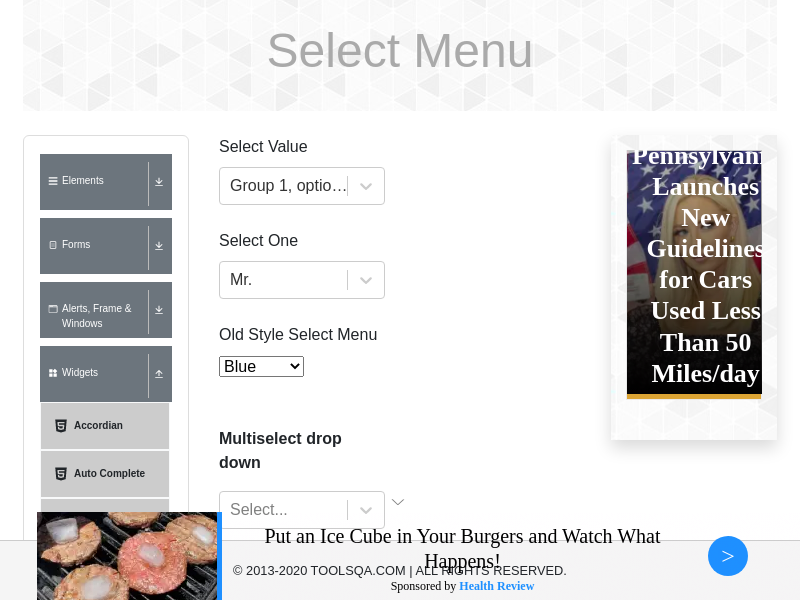 Select Menu
Elements
Forms
Alerts, Frame &
Windows
Widgets
Accordian
Auto Complete
Select Value
Group 1, optio...
Select One
Mr.
Old Style Select Menu
Blue
Multiselect drop
down
Select...
Launches
New
Guidelines
for Cars
Used Less
Than 50
Miles/day
Put an Ice Cube in Your Burgers and Watch What
Happens!
Sponsored by Health Review
>
© 2013-2020 TOOLSQA.COM | ALL RIGHTS RESERVED.